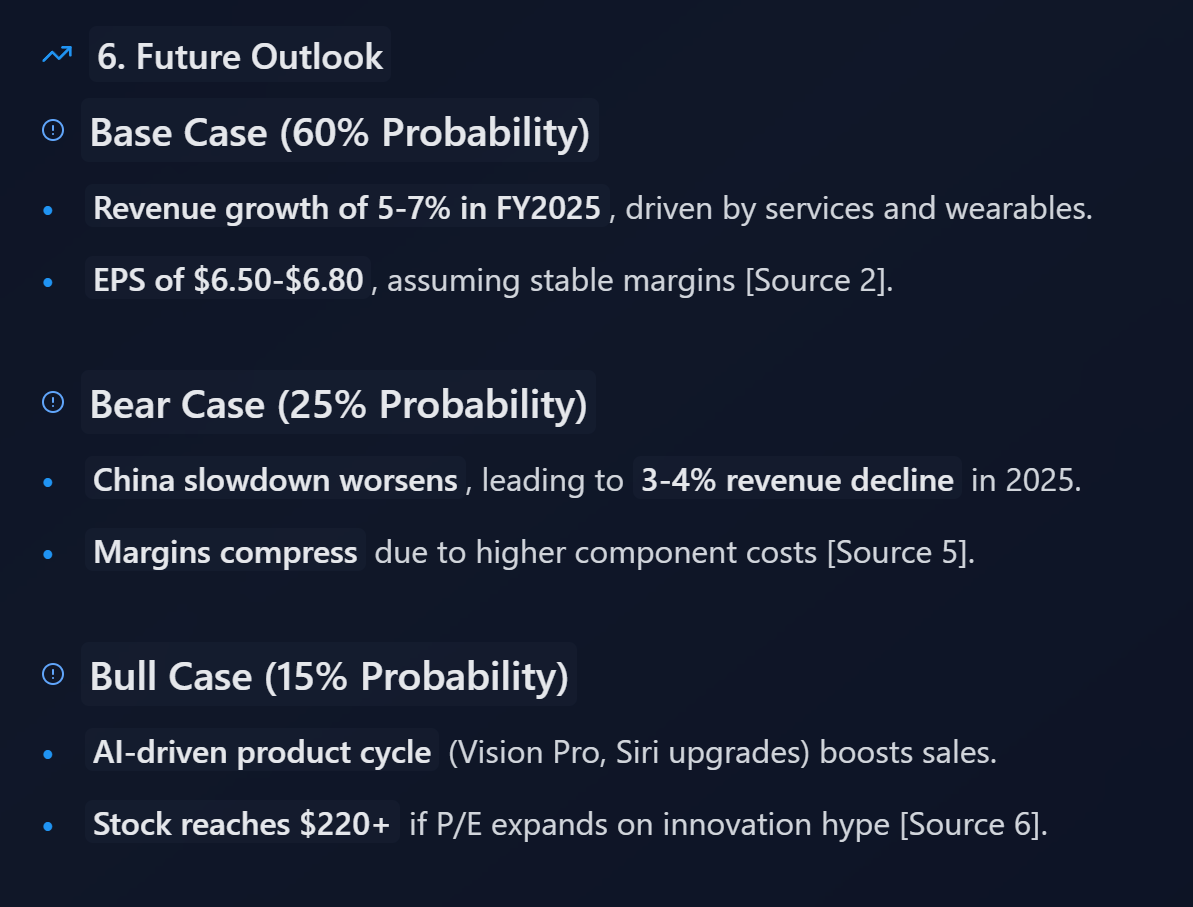 6. Future Outlook
Base Case (60% Probability)
Revenue growth of 5-7% in FY2025, driven by services and wearables.
EPS of $6.50-$6.80, assuming stable margins [Source 2].
Bear Case (25% Probability)
China slowdown worsens, leading to 3-4% revenue decline in 2025.
Margins compress due to higher component costs [Source 5].
Bull Case (15% Probability)
AI-driven product cycle (Vision Pro, Siri upgrades) boosts sales.
Stock reaches $220+ if P/E expands on innovation hype [Source 6].